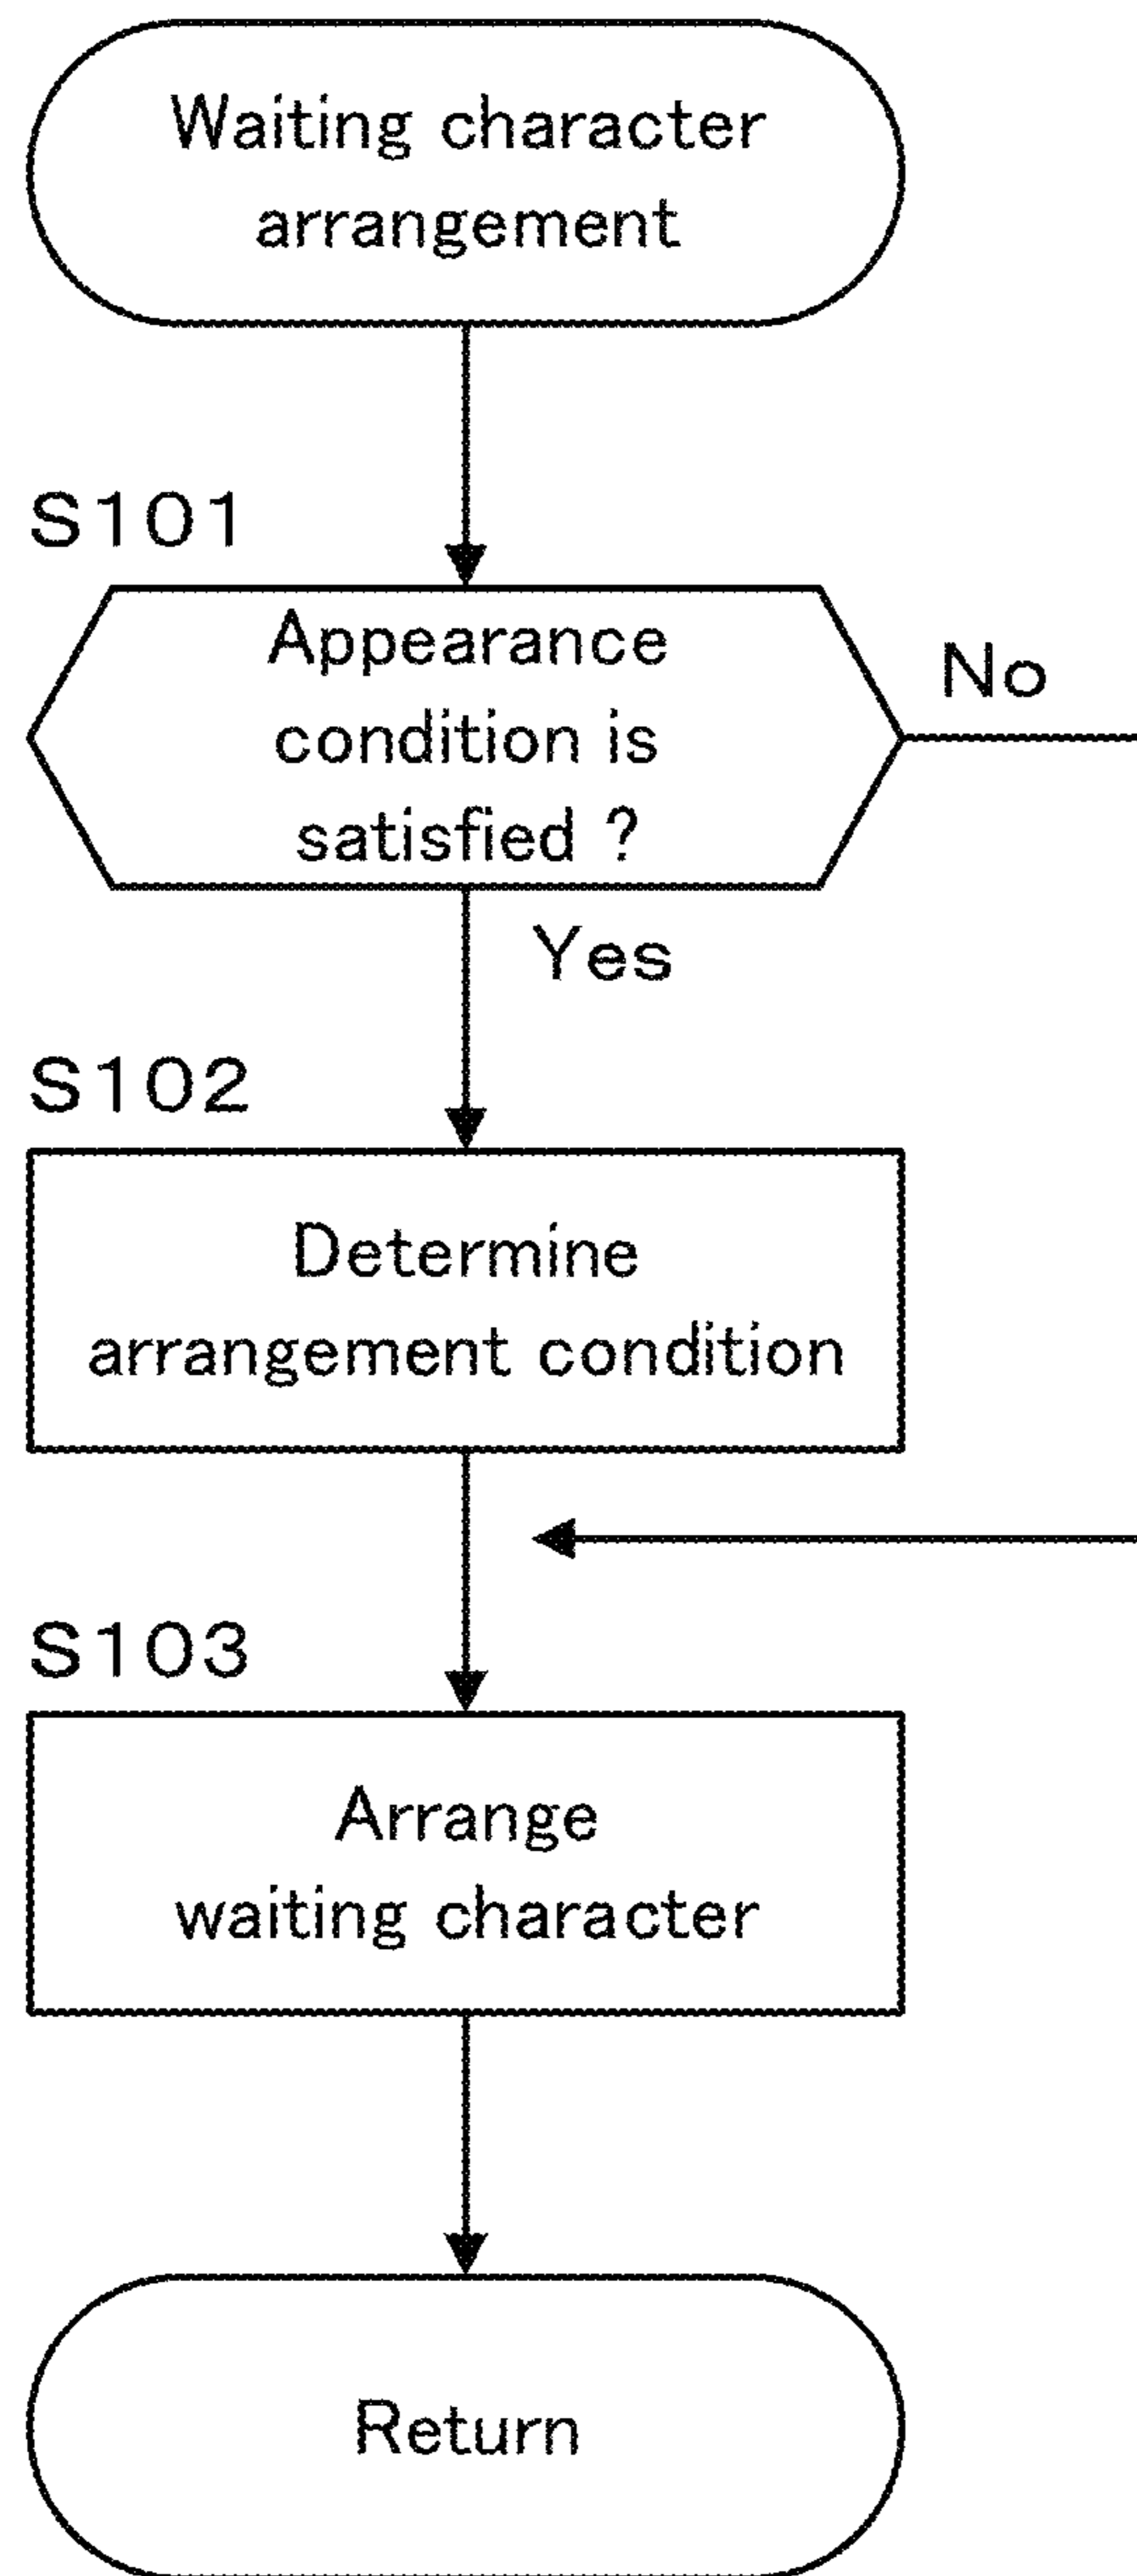 Waiting character
arrangement
S101
Appearance
condition is
satisfied ?
No
Yes
S102
Determine
arrangement condition
S103
Arrange
waiting character
Return